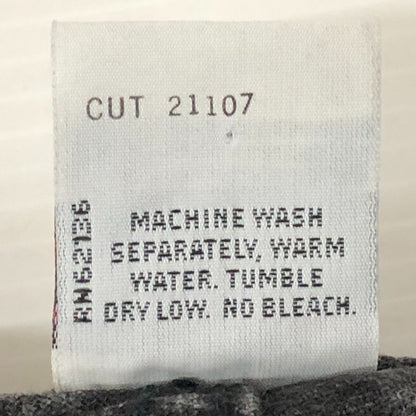 CUT 21107
MACHINE WASH
SEPARATELY, WARM
WATER. TUMBLE
DRY LOW. NO BLEACH.
RN62136